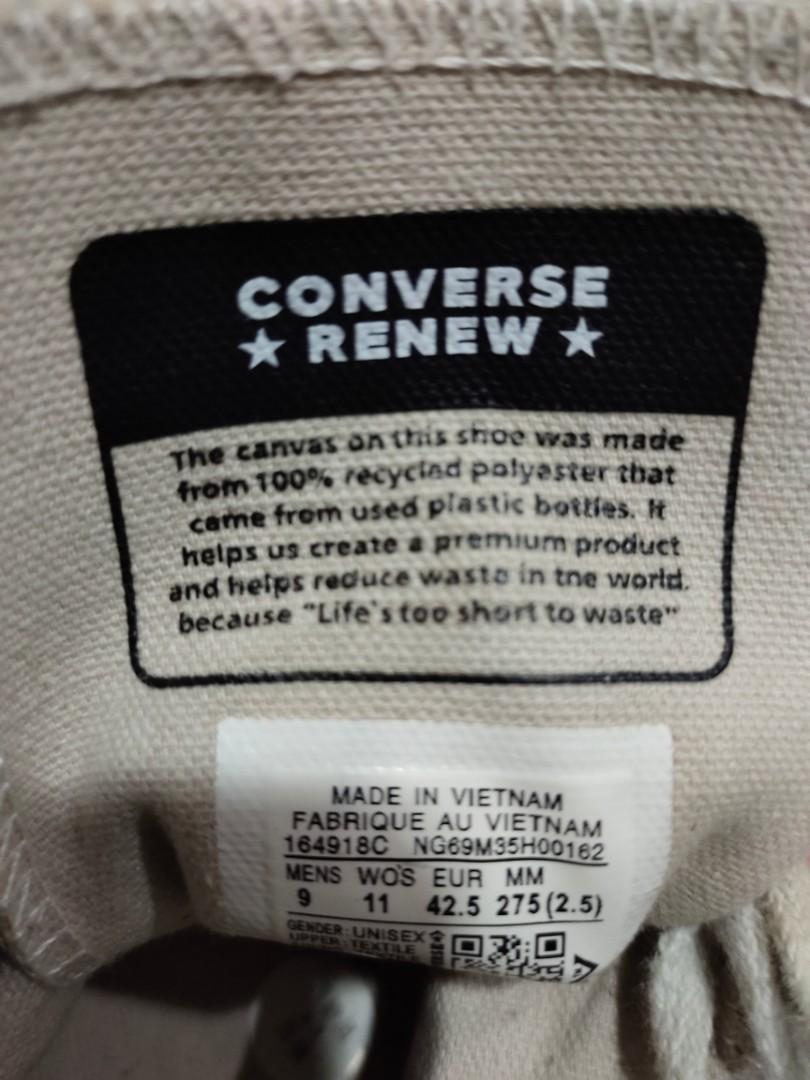 CONVERSE
★ RENEW ★
The canvas on this shoe was made
from 100% recycled polyester that
came from used plastic bottles. It
helps us create a premium product
and helps reduce waste in the world.
because "Life's too short to waste"
MADE IN VIETNAM
FABRIQUE AU VIETNAM
164918C NG69M35H00162
MENS WO'S EUR MM
9 11 42.5 275(2.5)
GENDER: UNISEX
UPPER: TEXTILE